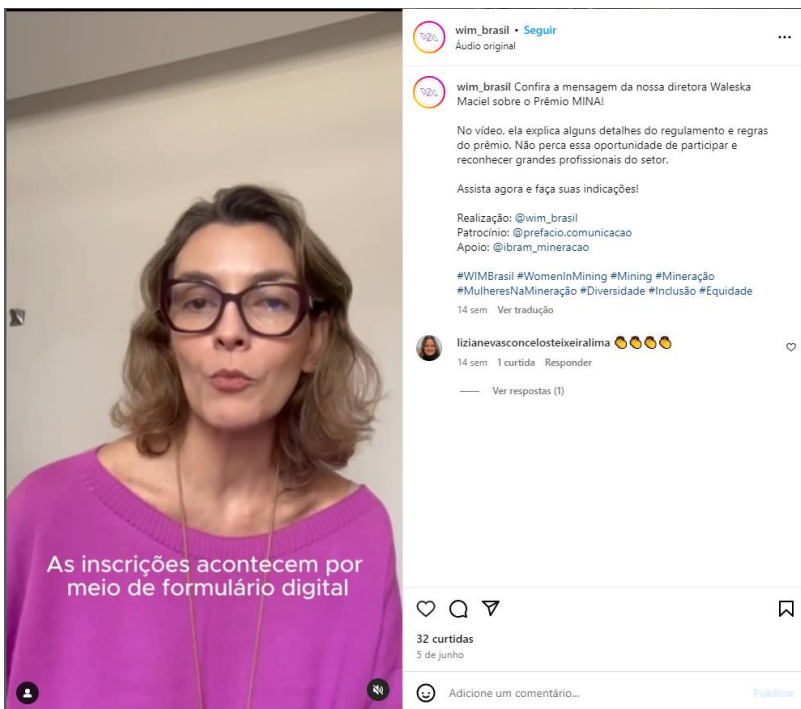 wim_brasil • Seguir
Áudio original
wim_brasil Confira a mensagem da nossa diretora Waleska
Maciel sobre o Prêmio MINA!
No vídeo, ela explica alguns detalhes do regulamento e regras
do prêmio. Não perca essa oportunidade de participar e
reconhecer grandes profissionais do setor.
Assista agora e faça suas indicações!
Realização: @wim_brasil
Patrocínio: @prefacio.comunicacao
Apoio: @ibram_mineracao
#WIMBrasil #WomenInMining #Mining #Mineração
#MulheresNaMineração #Diversidade #Inclusão #Equidade
14 sem Ver tradução
lizianevasconcelosteixeiralima
14 sem 1 curtida Responder
Ver respostas (1)
As inscrições acontecem por
meio de formulário digital
32 curtidas
5 de junho
Adicione um comentário...
Publicar